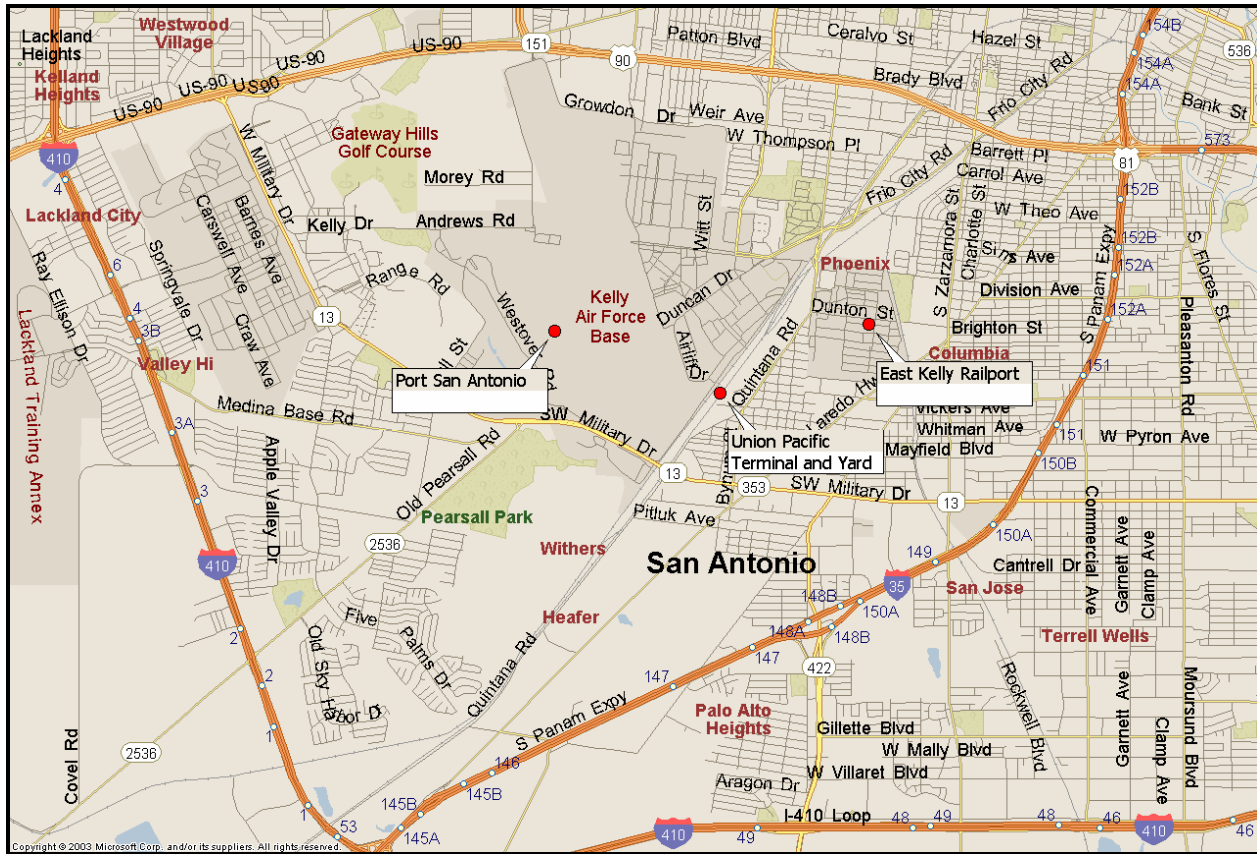 Lackland
Heights
Westwood
Village
Kelland
Heights
US-90
US-90
US-90
US-90
US-90
151
90
Patton Blvd
Ceralvo St
Hazel St
154B
154A
154A
536
Brady Blvd
Frio City Rd
Bank St
573
Growdon Dr
Weir Ave
W Thompson Pl
Barrett Pl
81
Carrol Ave
152B
410
4
W Military Dr
Gateway Hills
Golf Course
Morey Rd
Andrews Rd
Kelly Dr
Witt St
Frio City Rd
W Theo Ave
Lackland City
Carswell Ave
Barnes Ave
Springvale Dr
Craw Ave
Ray Ellison Dr
6
4
3B
Range Rd
13
Kelly
Air Force
Base
Duncan Dr
Airlift Dr
Phoenix
S Zarzamora St
Charlotte St
Sims Ave
152B
152A
S Flores St
Division Ave
S Panam Expy
152A
Dunton St
Brighton St
Pleasanton Rd
Quintana Rd
Columbia
Port San Antonio
East Kelly Railport
Union Pacific
Terminal and Yard
Valley Hi
Lackland Training Annex
Medina Base Rd
SW Military Dr
151
Vickers Ave
Whitman Ave
Mayfield Blvd
151
W Pyron Ave
150B
3A
Apple Valley Dr
Old Pearsall Rd
Pearsall Park
13
353
SW Military Dr
13
Pitluk Ave
3
2536
Withers
San Antonio
150A
149
Cantrell Dr
Commercial Ave
Garnett Ave
Clamp Ave
410
35
San Jose
Heafer
148B
150A
148A
148B
Terrell Wells
2
Five Palms Dr
Old Sky Ha
Quintana Rd
147
422
147
2
1
S Panam Expy
Palo Alto
Heights
Gillette Blvd
W Mally Blvd
Rockwell Blvd
Garnett Ave
Clamp Ave
Moursund Blvd
Covel Rd
2536
146
145B
Aragon Dr
W Villaret Blvd
1
145B
53
145A
410
49
I-410 Loop
48
49
48
46
410
46
Copyright © 2003 Microsoft Corp. and/or its suppliers. All rights reserved.